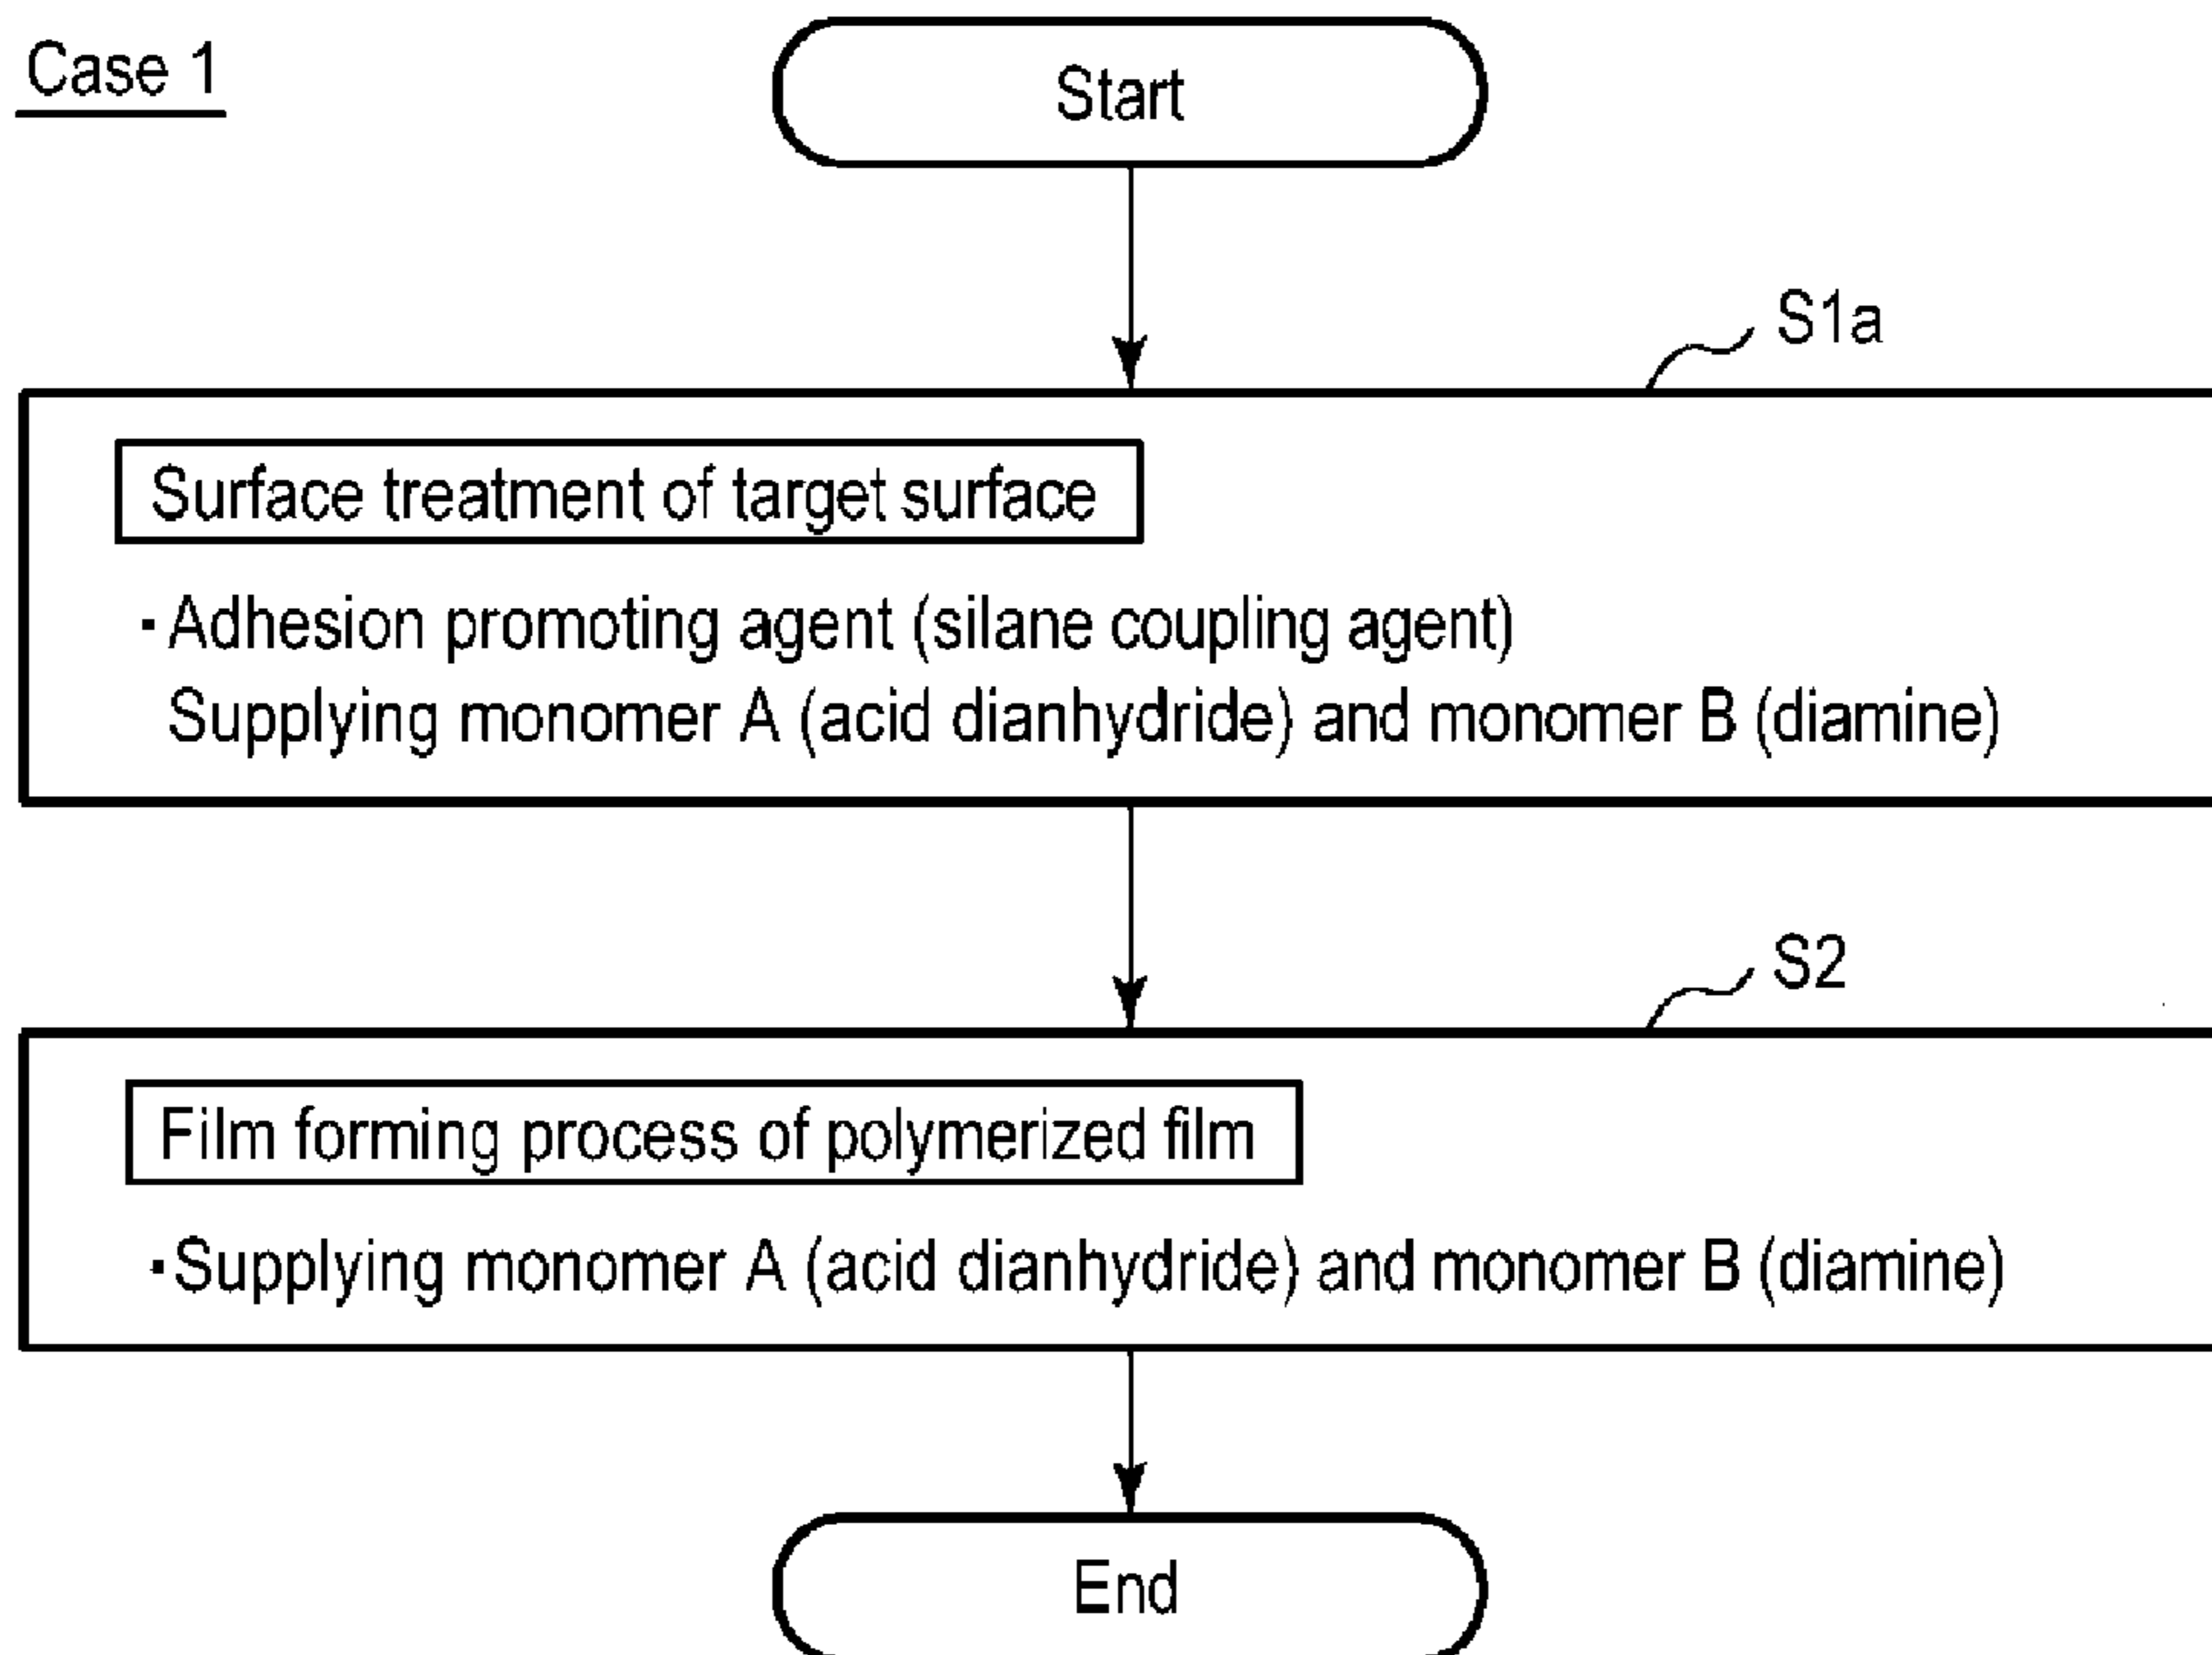 Case 1
Start
S1a
Surface treatment of target surface
▪ Adhesion promoting agent (silane coupling agent)
Supplying monomer A (acid dianhydride) and monomer B (diamine)
S2
Film forming process of polymerized film
▪ Supplying monomer A (acid dianhydride) and monomer B (diamine)
End